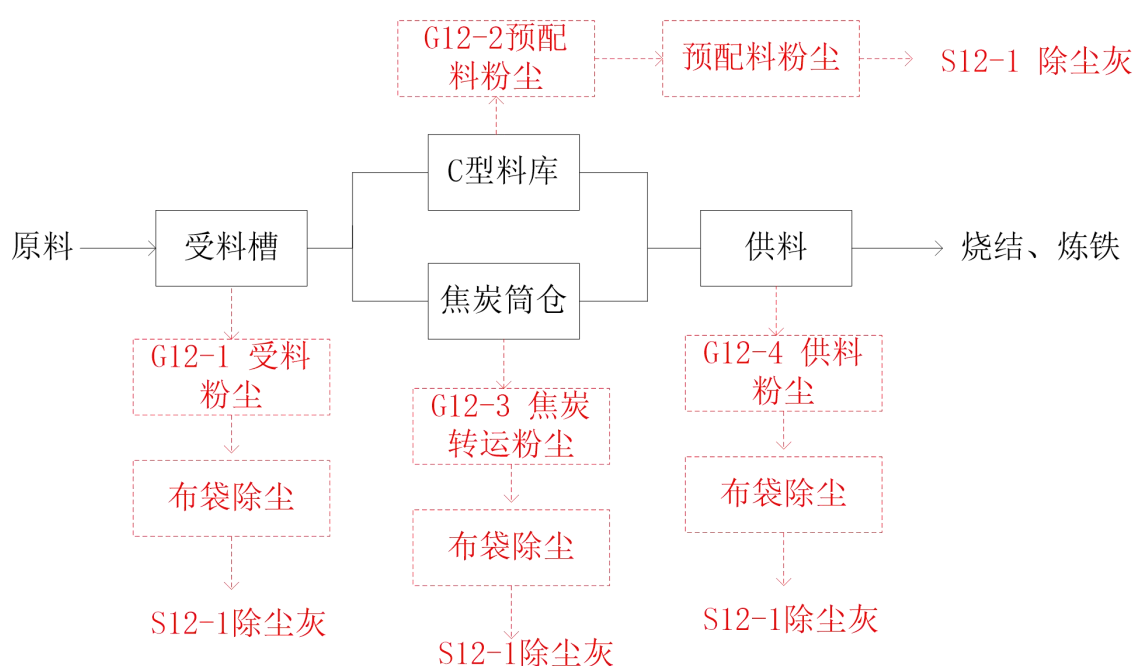 G12-2预配
料粉尘
预配料粉尘
S12-1 除尘灰
C型料库
原料
受料槽
供料
烧结、炼铁
焦炭筒仓
G12-1 受料
粉尘
G12-3 焦炭
转运粉尘
G12-4 供料
粉尘
布袋除尘
布袋除尘
布袋除尘
S12-1除尘灰
S12-1除尘灰
S12-1除尘灰